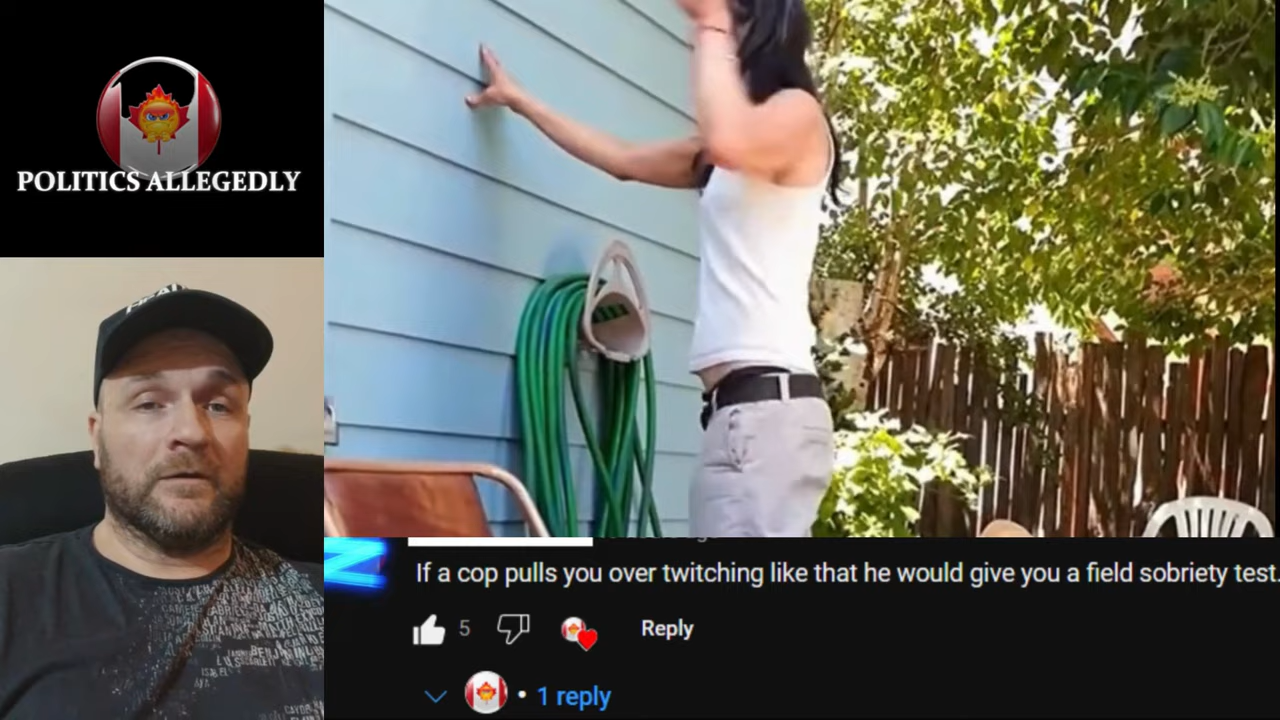 POLITICS ALLEGEDLY
If a cop pulls you over twitching like that he would give you a field sobriety test.
5
Reply
• 1 reply